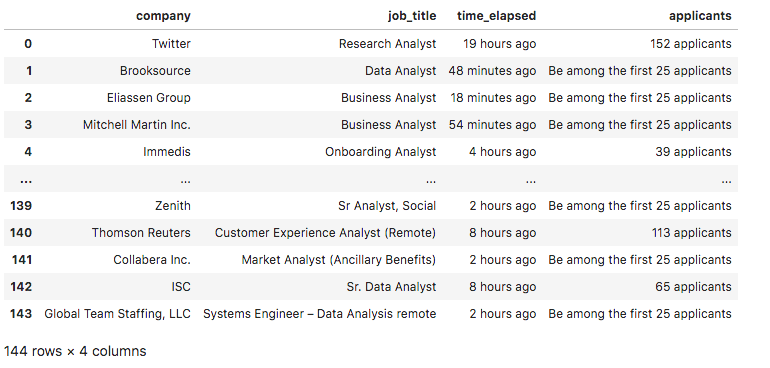 company job_title time_elapsed applicants
0 Twitter Research Analyst 19 hours ago 152 applicants
1 Brooksource Data Analyst 48 minutes ago Be among the first 25 applicants
2 Eliassen Group Business Analyst 18 minutes ago Be among the first 25 applicants
3 Mitchell Martin Inc. Business Analyst 54 minutes ago Be among the first 25 applicants
4 Immedis Onboarding Analyst 4 hours ago 39 applicants
... ... ... ... ...
139 Zenith Sr Analyst, Social 2 hours ago Be among the first 25 applicants
140 Thomson Reuters Customer Experience Analyst (Remote) 8 hours ago 113 applicants
141 Collabera Inc. Market Analyst (Ancillary Benefits) 2 hours ago Be among the first 25 applicants
142 ISC Sr. Data Analyst 8 hours ago 65 applicants
143 Global Team Staffing, LLC Systems Engineer – Data Analysis remote 2 hours ago Be among the first 25 applicants
144 rows × 4 columns